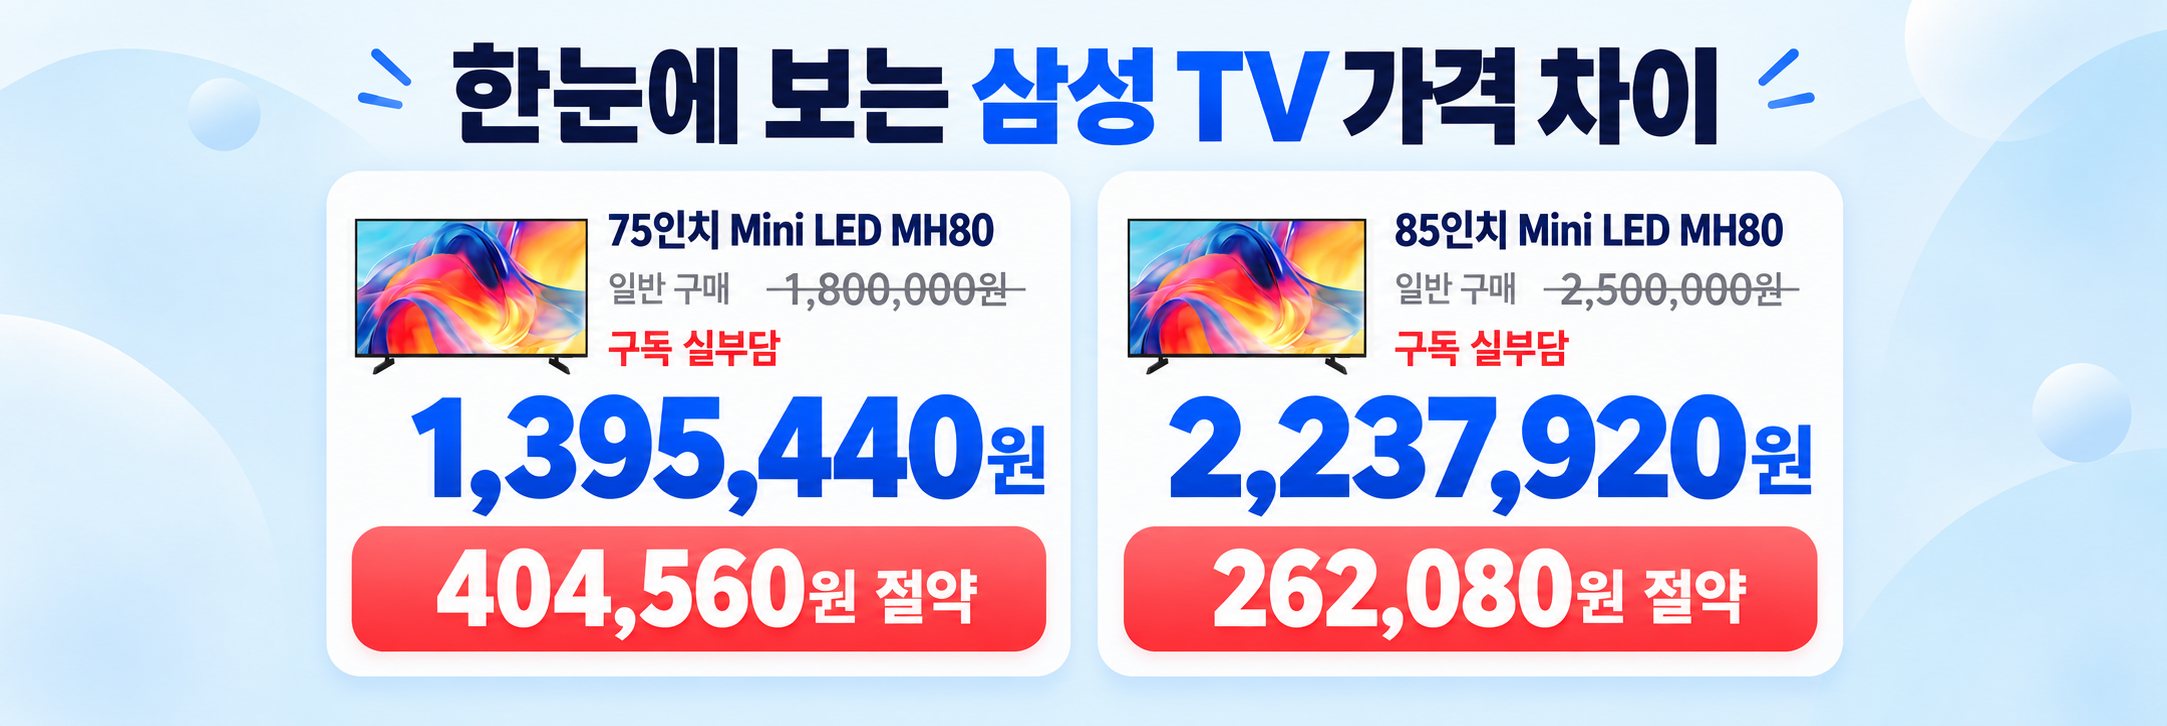 한눈에 보는 삼성 TV 가격 차이
75인치 Mini LED MH80
일반 구매 1,800,000원
구독 실부담
1,395,440원
404,560원 절약
85인치 Mini LED MH80
일반 구매 2,500,000원
구독 실부담
2,237,920원
262,080원 절약